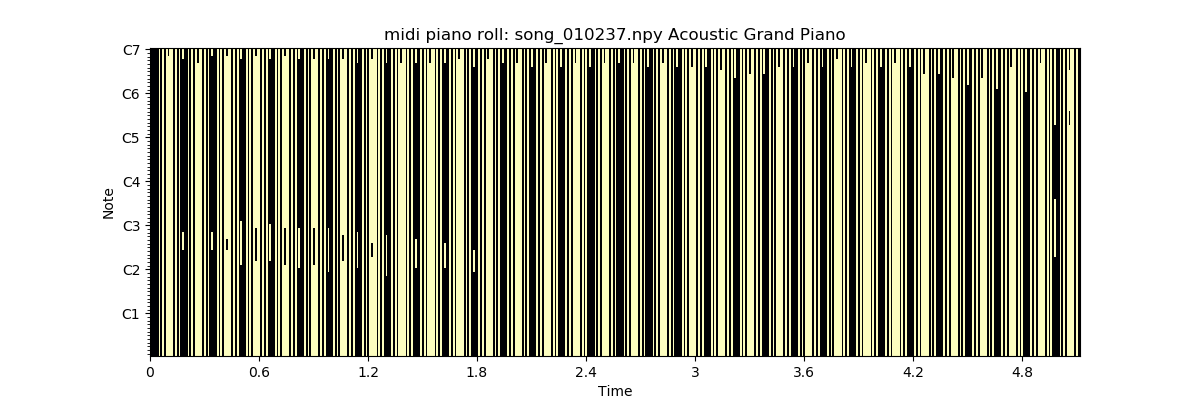 midi piano roll: song_010237.npy Acoustic Grand Piano
C7
C6
C5
C4
C3
C2
C1
Note
0 0.6 1.2 1.8 2.4 3 3.6 4.2 4.8
Time